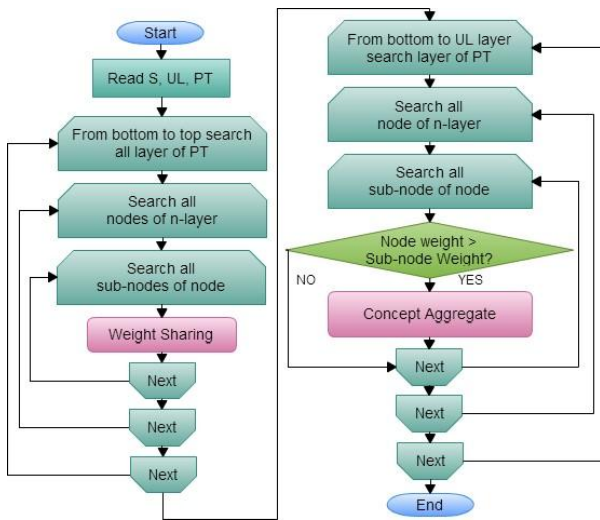 Start
Read S, UL, PT
From bottom to top search
all layer of PT
Search all
nodes of n-layer
Search all
sub-nodes of node
Weight Sharing
Next
Next
Next
From bottom to UL layer
search layer of PT
Search all
node of n-layer
Search all
sub-node of node
Node weight >
Sub-node Weight?
NO
YES
Concept Aggregate
Next
Next
Next
End